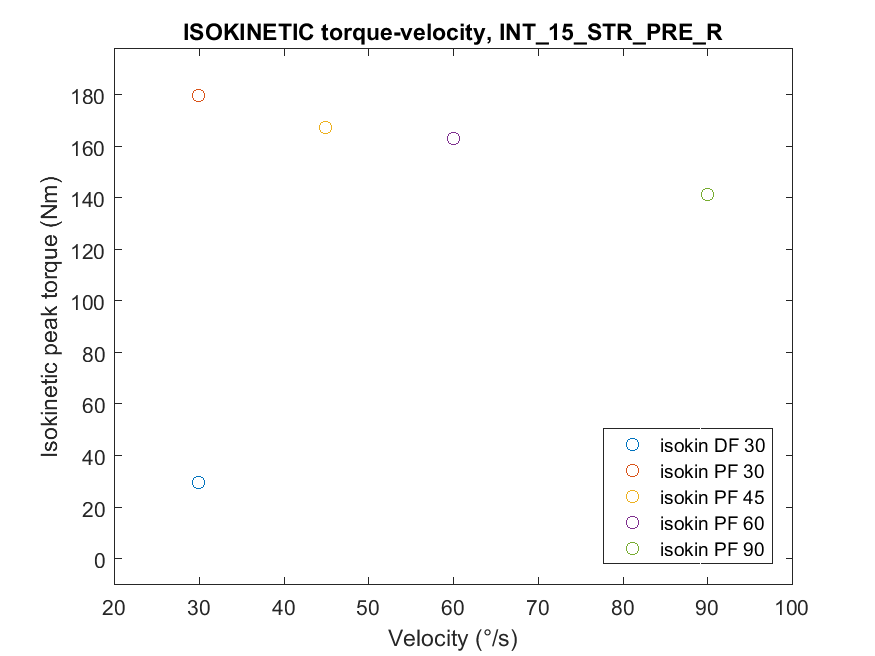 ISOKINETIC torque-velocity, INT_15_STR_PRE_R
Isokinetic peak torque (Nm)
180
160
140
120
100
80
60
40
20
0
isokin DF 30
isokin PF 30
isokin PF 45
isokin PF 60
isokin PF 90
20 30 40 50 60 70 80 90 100
Velocity (°/s)